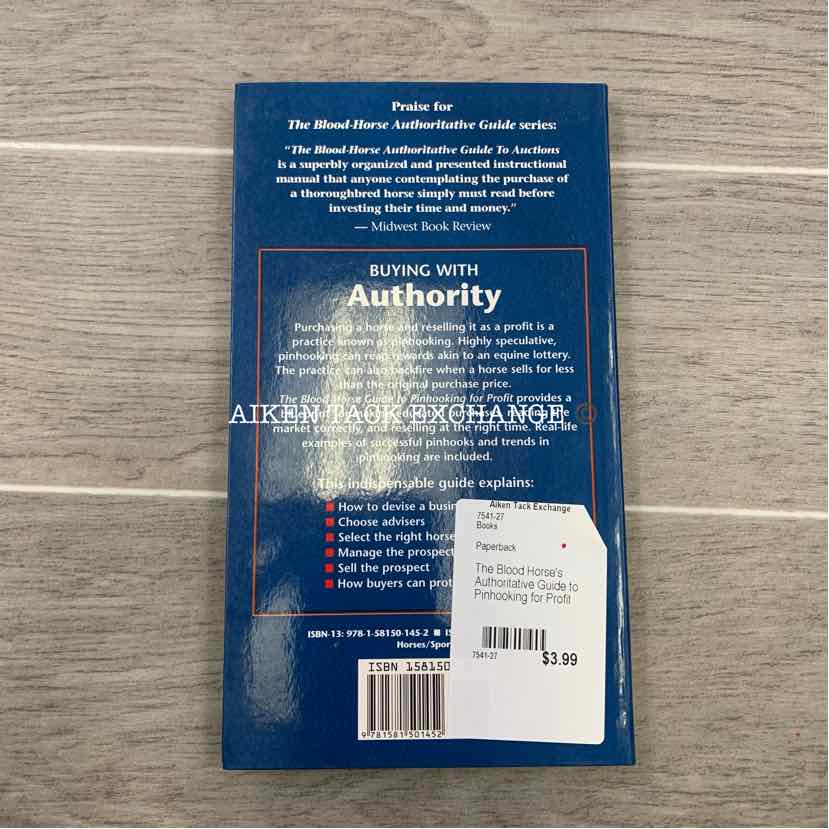 Praise for
The Blood-Horse Authoritative Guide series:
"The Blood-Horse Authoritative Guide To Auctions
is a superbly organized and presented instructional
manual that anyone contemplating the purchase of
a thoroughbred horse simply must read before
investing their time and money."
— Midwest Book Review
BUYING WITH
Authority
Purchasing a horse and reselling it as a profit is a
practice known as pinhooking. Highly speculative,
pinhooking can reap rewards akin to an equine lottery.
The practice can also backfire when a horse sells for less
than the original purchase price.
The Blood-Horse Guide to Pinhooking for Profit provides a
AIKEN TACK EXCHANGE ©
market correctly, and reselling at the right time. Real-life
examples of successful pinhooks and trends in
pinhooking are included.
This indispensable guide explains:
■ How to devise a
■ Choose advisers
■ Select the right
■ Manage the
■ Sell the prospect
■ How buyers can
ISBN-13: 978-1-58150-145-2 ■
ISBN 158150
9 781581 501452
Aiken Tack Exchange
7541-27
Books
Paperback
The Blood Horse's
Authoritative Guide to
Pinhooking for Profit
7541-27
$3.99